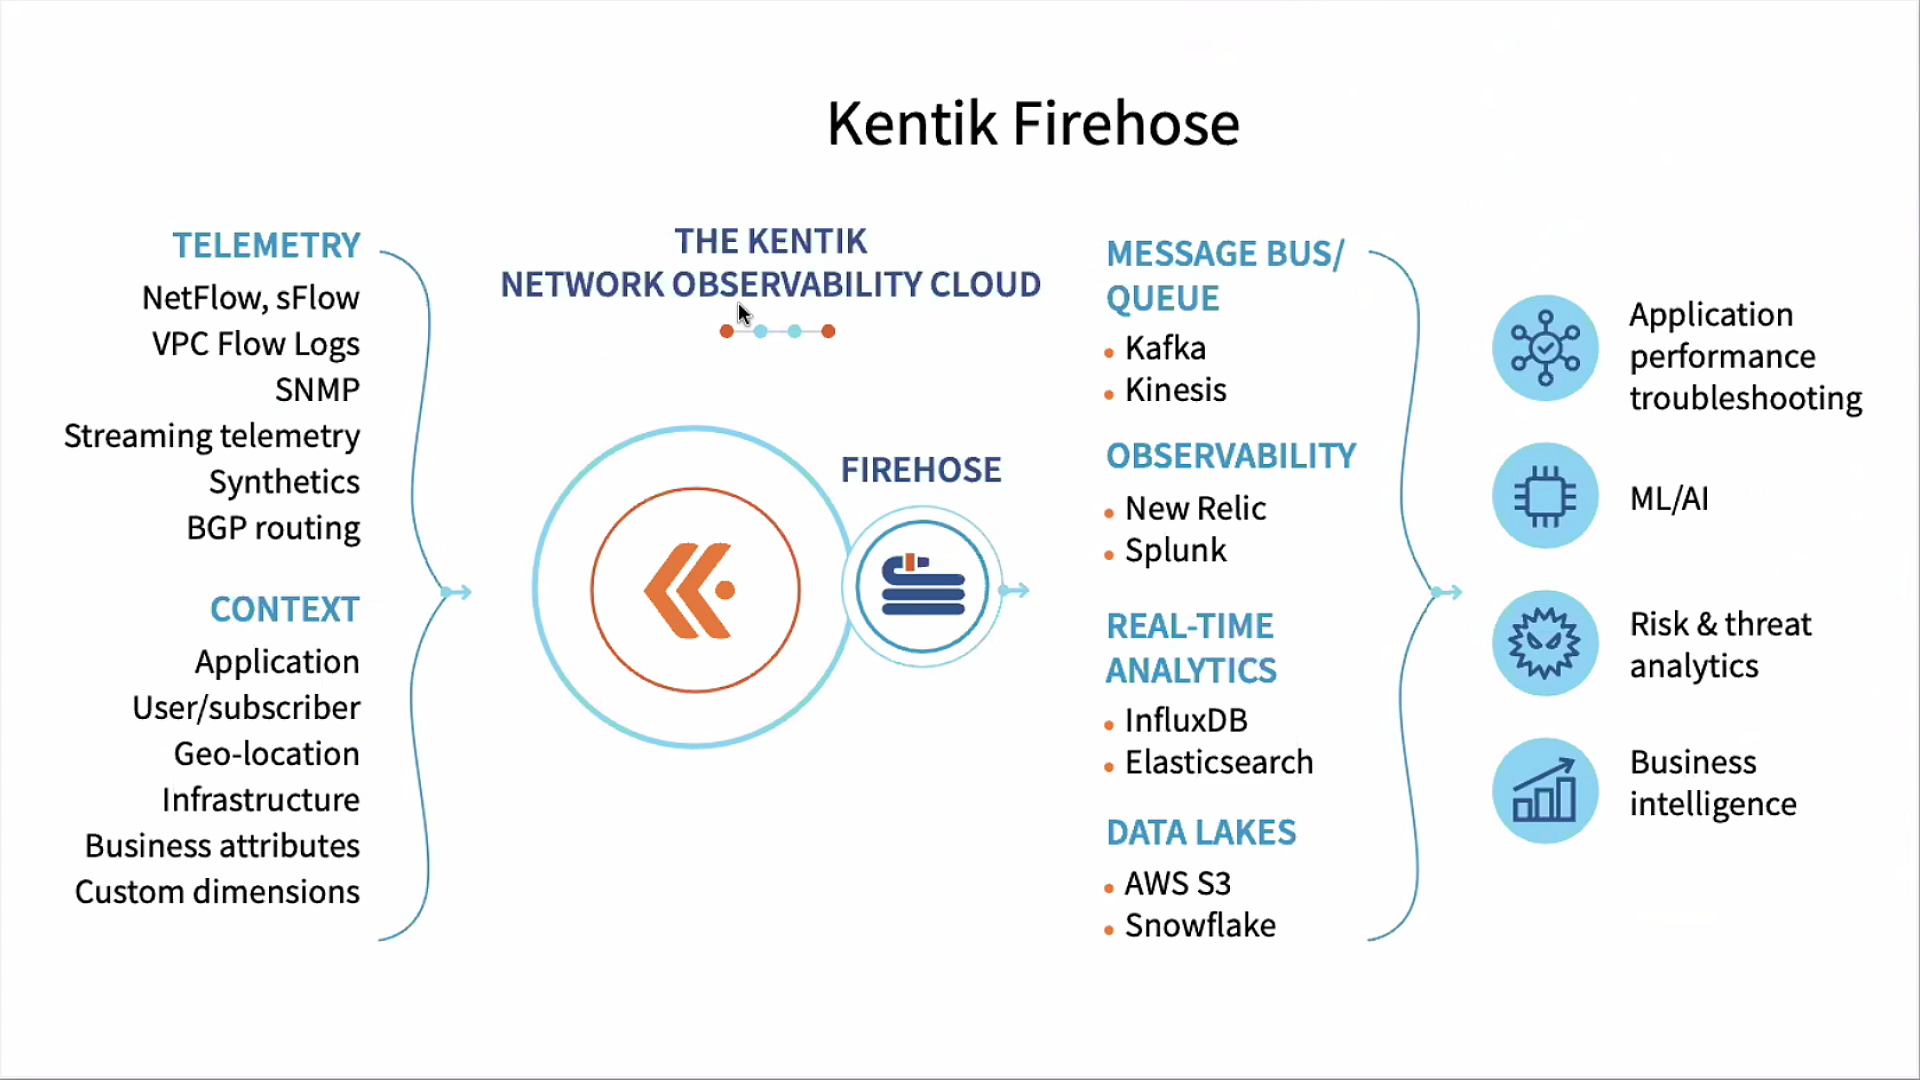 Kentik Firehose
TELEMETRY
NetFlow, sFlow
VPC Flow Logs
SNMP
Streaming telemetry
Synthetics
BGP routing
CONTEXT
Application
User/subscriber
Geo-location
Infrastructure
Business attributes
Custom dimensions
THE KENTIK
NETWORK OBSERVABILITY CLOUD
FIREHOSE
MESSAGE BUS/
QUEUE
• Kafka
• Kinesis
OBSERVABILITY
• New Relic
• Splunk
REAL-TIME
ANALYTICS
• InfluxDB
• Elasticsearch
DATA LAKES
• AWS S3
• Snowflake
Application
performance
troubleshooting
ML/AI
Risk & threat
analytics
Business
intelligence